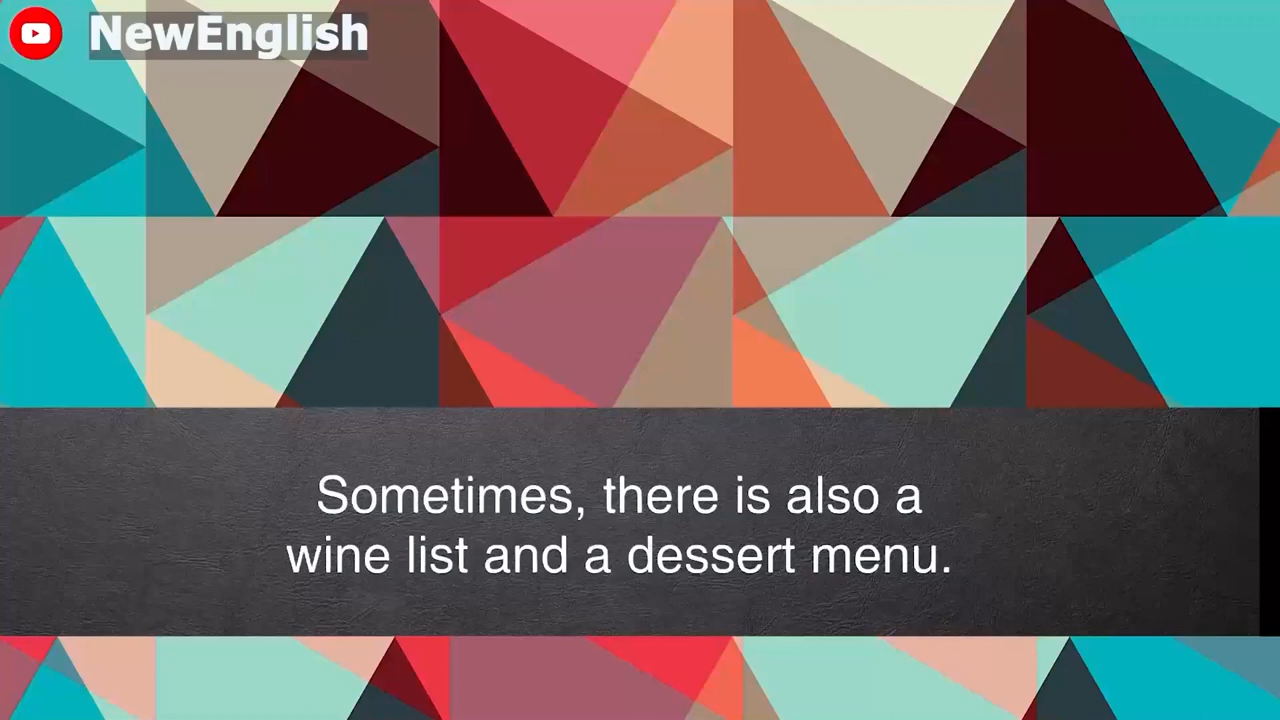 NewEnglish
Sometimes, there is also a
wine list and a dessert menu.